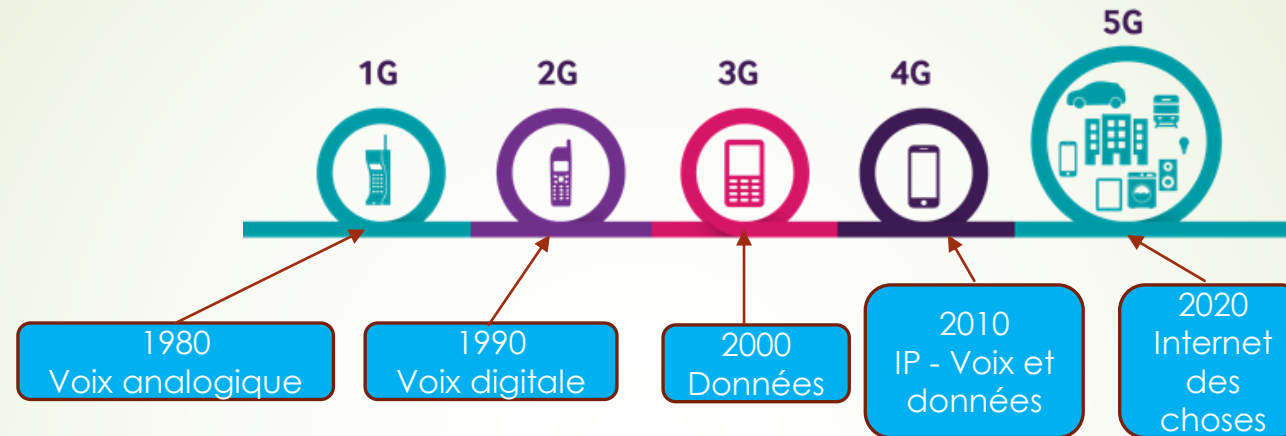 1G
2G
3G
4G
5G
1980
Voix analogique
1990
Voix digitale
2000
Données
2010
IP - Voix et
données
2020
Internet
des
choses